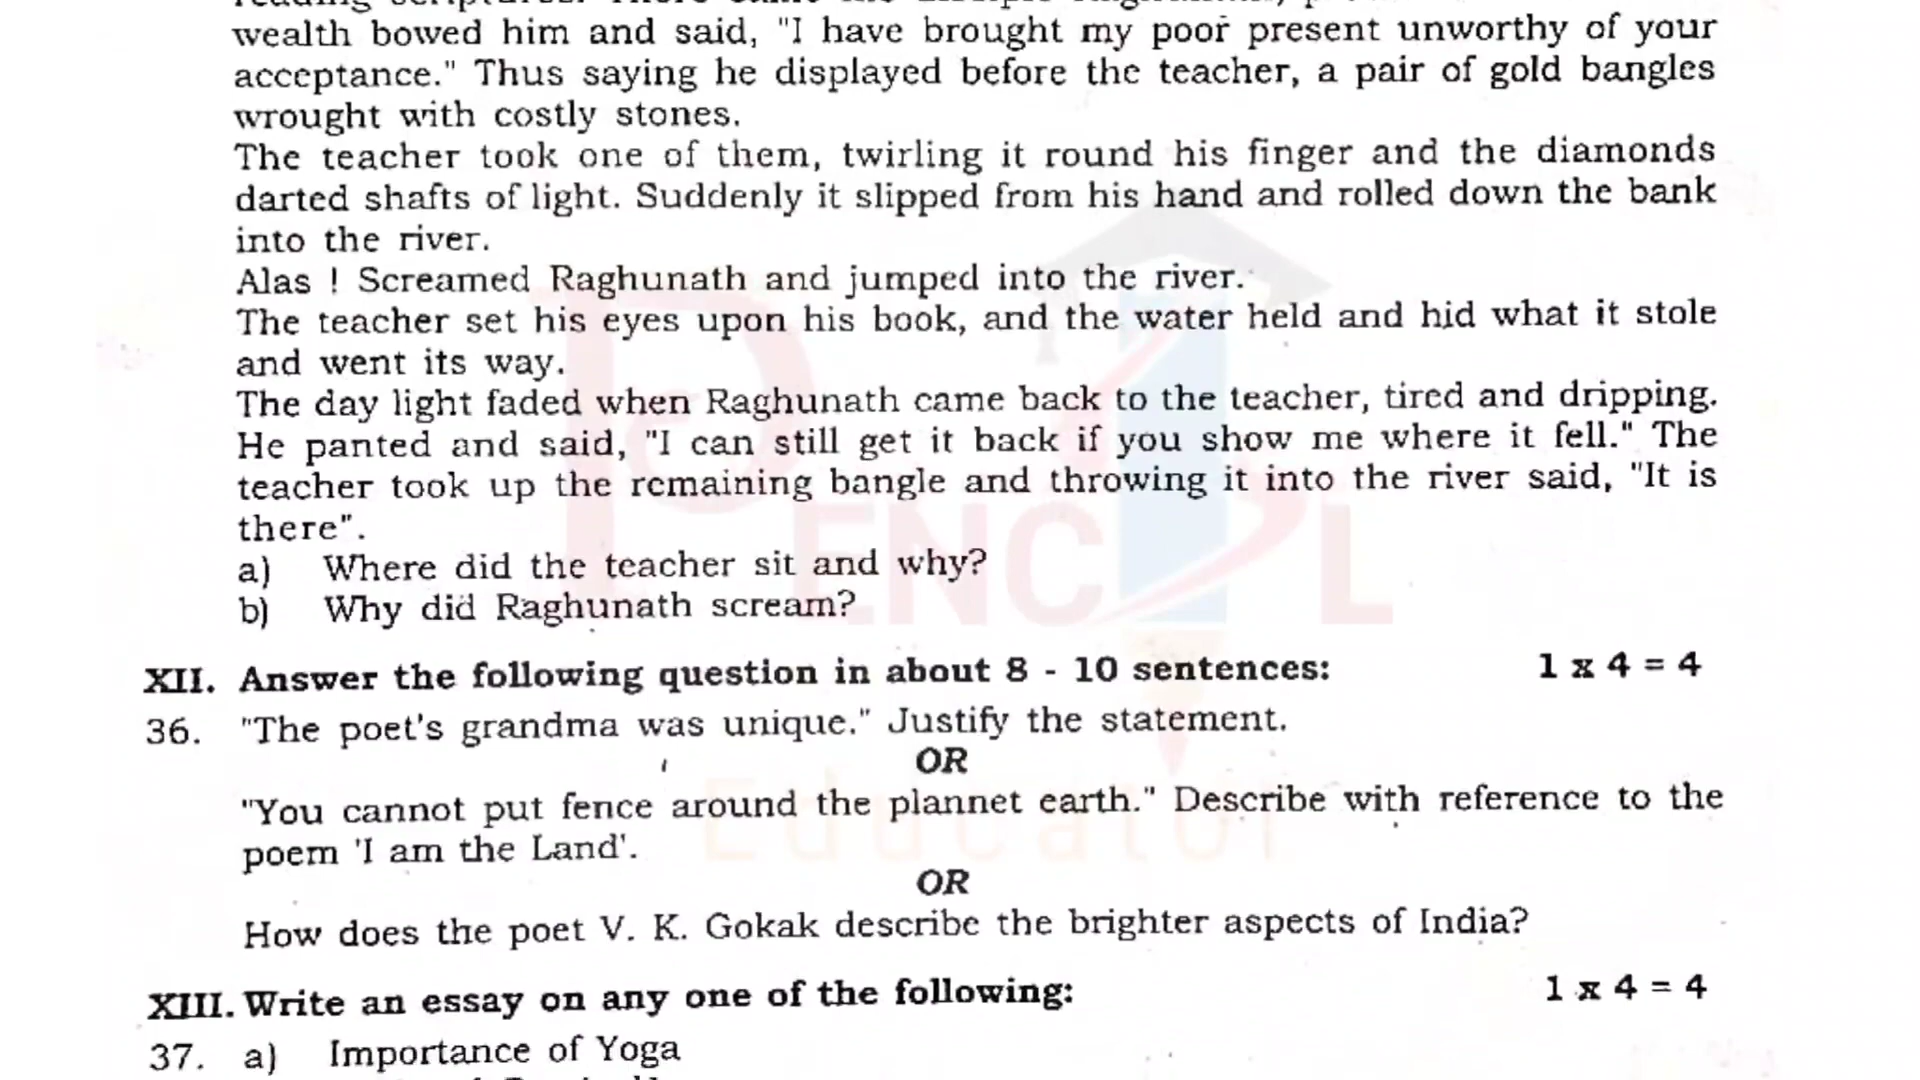 wealth bowed him and said, "I have brought my poor present unworthy of your
acceptance." Thus saying he displayed before the teacher, a pair of gold bangles
wrought with costly stones.
The teacher took one of them, twirling it round his finger and the diamonds
darted shafts of light. Suddenly it slipped from his hand and rolled down the bank
into the river.
Alas ! Screamed Raghunath and jumped into the river.
The teacher set his eyes upon his book, and the water held and hid what it stole
and went its way.
The day light faded when Raghunath came back to the teacher, tired and dripping.
He panted and said, "I can still get it back if you show me where it fell." The
teacher took up the remaining bangle and throwing it into the river said, "It is
there".
a) Where did the teacher sit and why?
b) Why did Raghunath scream?
XII. Answer the following question in about 8 - 10 sentences: 1 x 4 = 4
36. "The poet's grandma was unique." Justify the statement.
OR
"You cannot put fence around the plannet earth." Describe with reference to the
poem 'I am the Land'.
OR
How does the poet V. K. Gokak describe the brighter aspects of India?
XIII. Write an essay on any one of the following: 1 x 4 = 4
37. a) Importance of Yoga
PENCIL
Educator